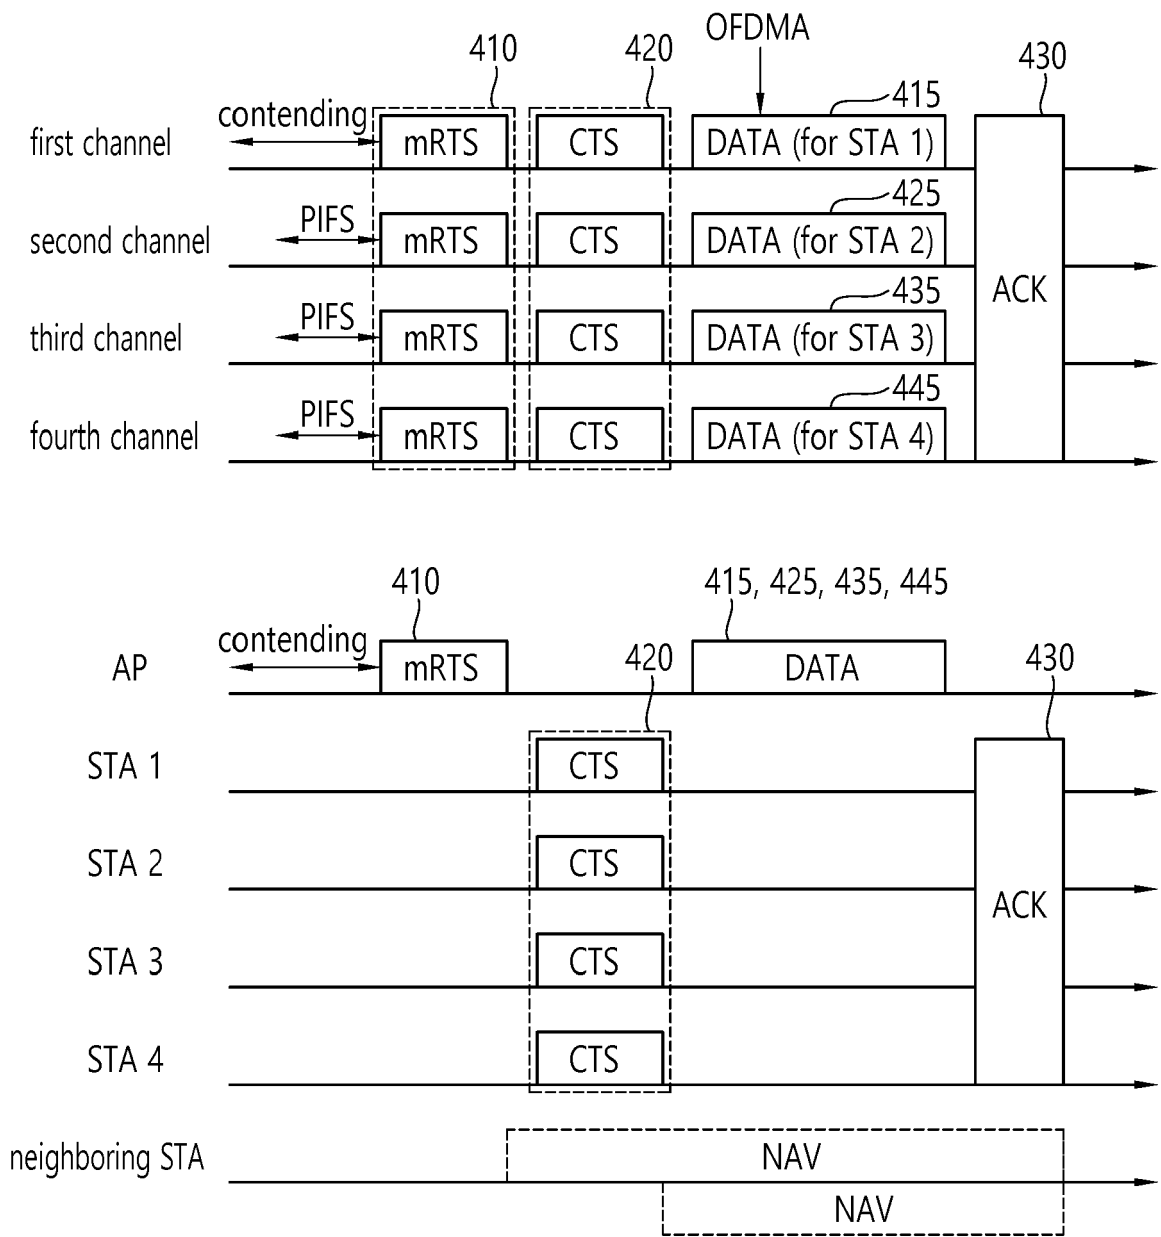 410
420
OFDMA
430
415
contending
first channel
mRTS
CTS
DATA (for STA 1)
425
PIFS
second channel
mRTS
CTS
DATA (for STA 2)
435
PIFS
third channel
mRTS
CTS
DATA (for STA 3)
445
PIFS
fourth channel
mRTS
CTS
DATA (for STA 4)
ACK
410
415, 425, 435, 445
contending
420
430
AP
mRTS
DATA
STA 1
CTS
STA 2
CTS
ACK
STA 3
CTS
STA 4
CTS
neighboring STA
NAV
NAV